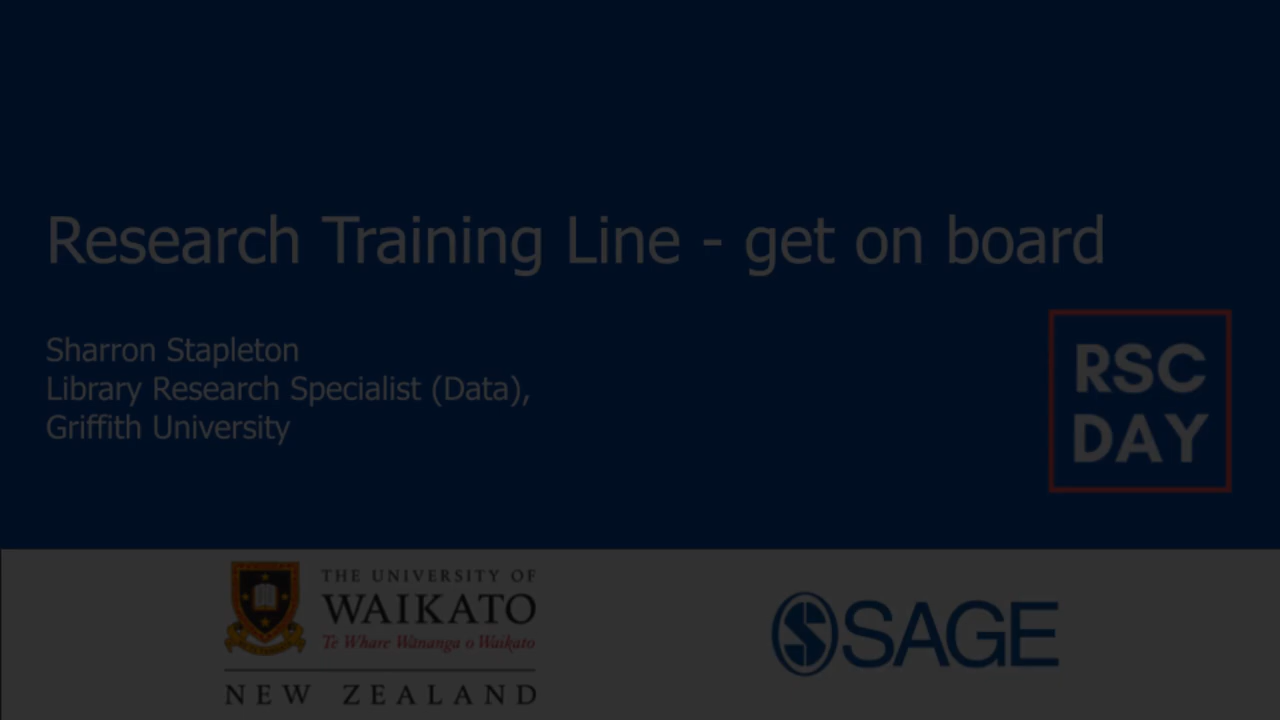 Research Training Line - get on board
Sharron Stapleton
Library Research Specialist (Data),
Griffith University
RSC
DAY
THE UNIVERSITY OF
WAIKATO
Te Whare Wānanga o Waikato
NEW ZEALAND
SAGE